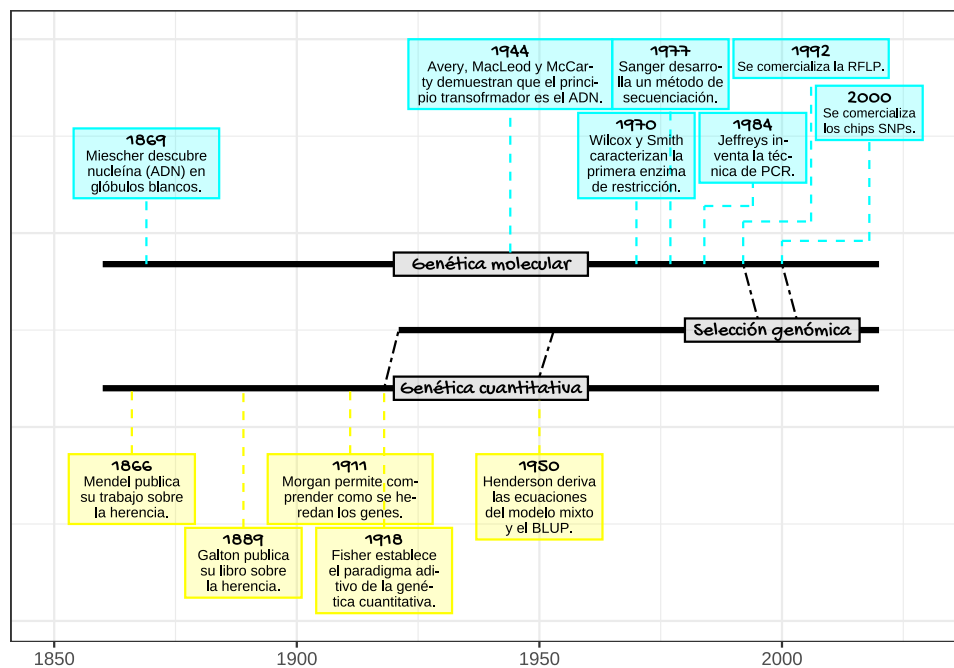 1944
Avery, MacLeod y McCar-
ty demuestran que el princi-
pio transofrmador es el ADN.
1977
Sanger desarro-
lla un método de
secuenciación.
1992
Se comercializa la RFLP.
2000
Se comercializa
los chips SNPs.
1869
Miescher descubre
nucleína (ADN) en
glóbulos blancos.
1970
Wilcox y Smith
caracterizan la
primera enzima
de restricción.
1984
Jeffreys in-
venta la téc-
nica de PCR.
Genética molecular
Selección genómica
Genética cuantitativa
1866
Mendel publica
su trabajo sobre
la herencia.
1889
Galton publica
su libro sobre
la herencia.
1911
Morgan permite com-
prender como se he-
redan los genes.
1918
Fisher establece
el paradigma adi-
tivo de la gené-
tica cuantitativa.
1950
Henderson deriva
las ecuaciones
del modelo mixto
y el BLUP.
1850
1900
1950
2000